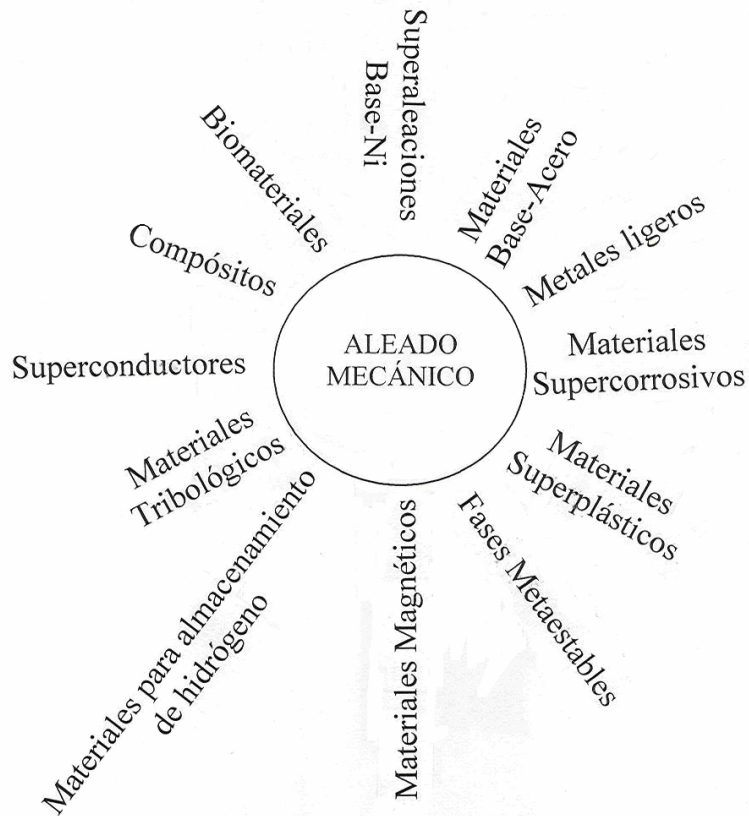 Superaleaciones
Base-Ni
Materiales
Base-Acero
Metales ligeros
Materiales
Supercorrosivos
Materiales
Superplásticos
Fases Metaestables
Materiales Magnéticos
Materiales para almacenamiento
de hidrógeno
Materiales
Tribológicos
Superconductores
Compósitos
Biomateriales
ALEADO
MECÁNICO